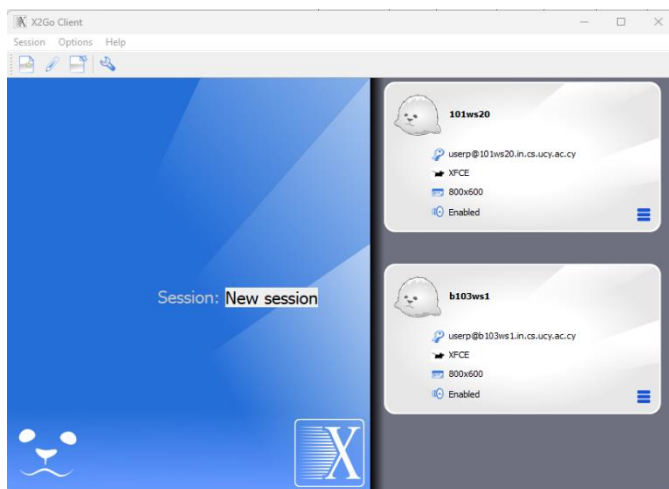 X2Go Client
Session Options Help
Session: New session
101ws20
userp@101ws20.in.cs.ucy.ac.cy
XFCE
800x600
Enabled
b103ws1
userp@b103ws1.in.cs.ucy.ac.cy
XFCE
800x600
Enabled
X